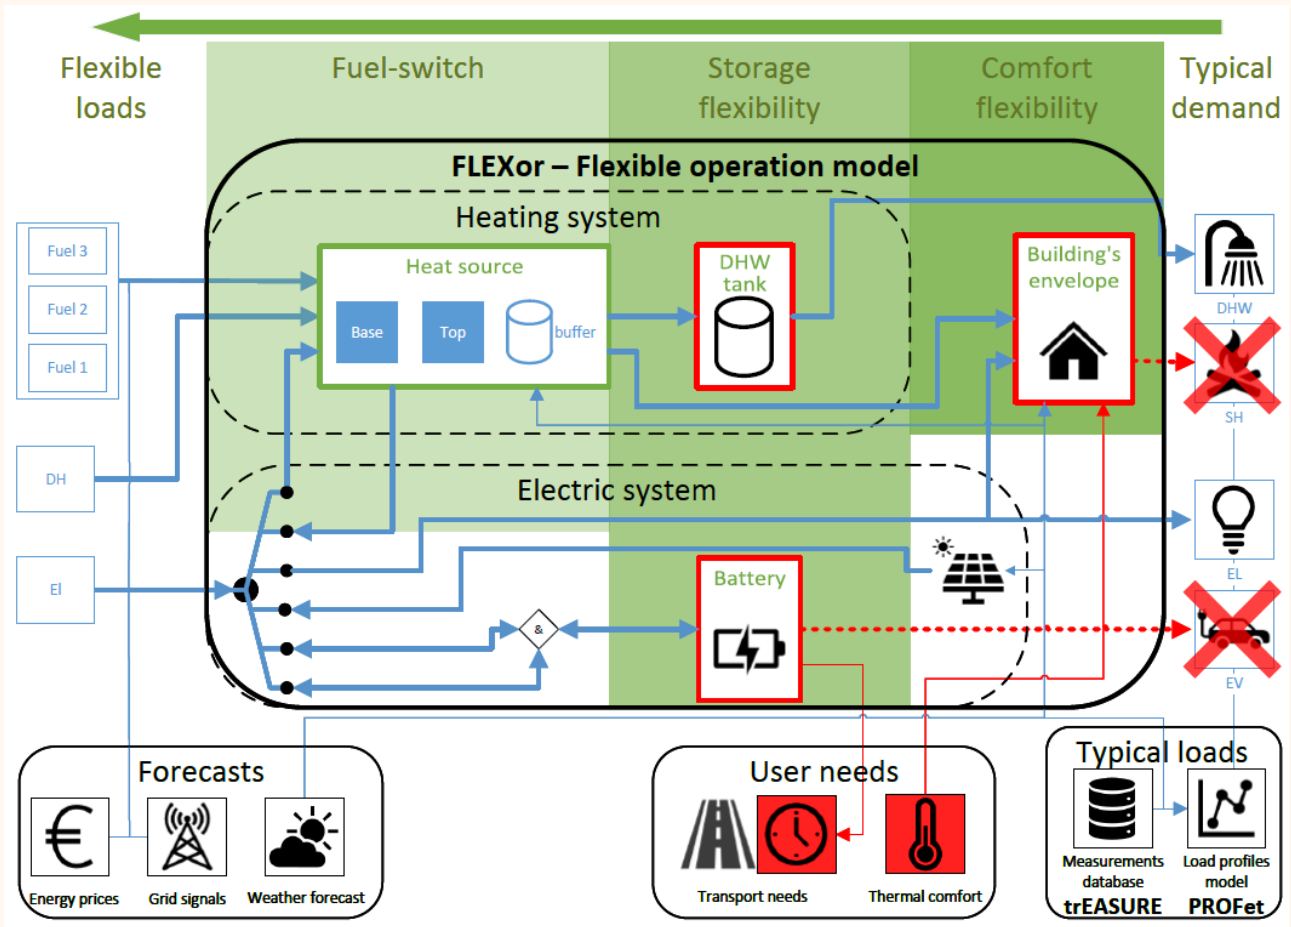 Flexible
loads
Fuel-switch
Storage
flexibility
Comfort
flexibility
Typical
demand
FLEXor – Flexible operation model
Heating system
Heat source
Base
Top
buffer
DHW
tank
Building's
envelope
Fuel 3
Fuel 2
Fuel 1
DH
El
DHW
SH
EL
EV
Electric system
Battery
&
Forecasts
Energy prices
Grid signals
Weather forecast
User needs
Transport needs
Thermal comfort
Typical loads
Measurements
database
trEASURE
Load profiles
model
PROFet